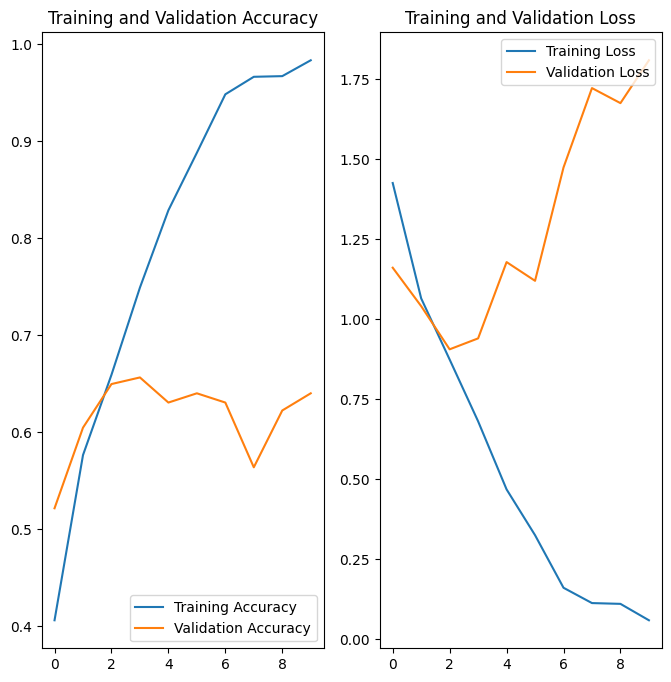 Training and Validation Accuracy
1.0
0.9
0.8
0.7
0.6
0.5
0.4
0 2 4 6 8
Training Accuracy
Validation Accuracy
Training and Validation Loss
1.75
1.50
1.25
1.00
0.75
0.50
0.25
0.00
0 2 4 6 8
Training Loss
Validation Loss